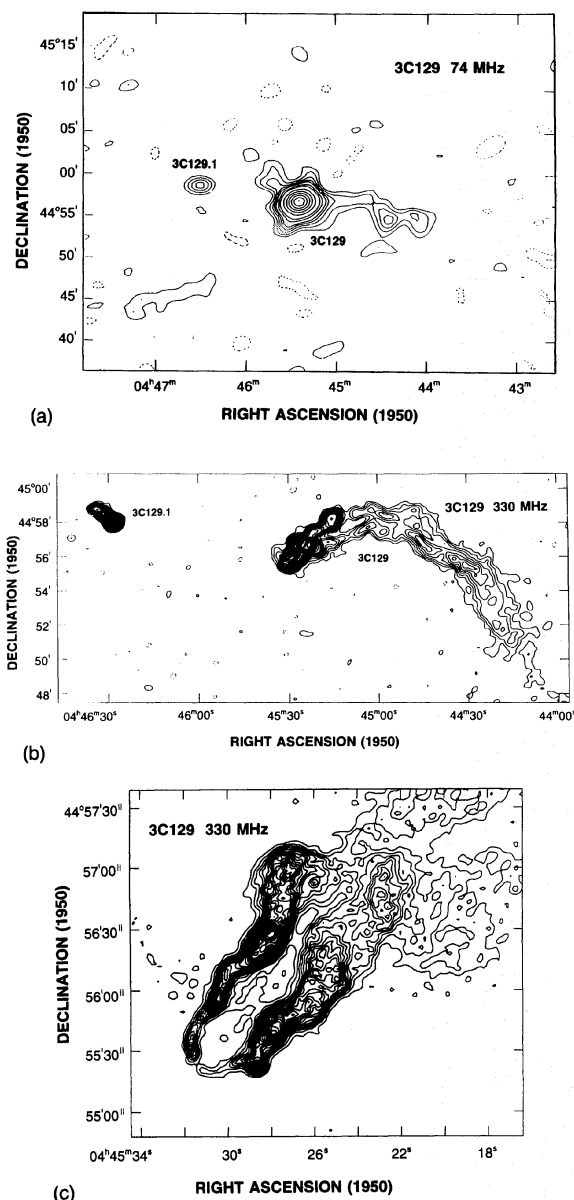 3C129 74 MHz
45°15'
10'
05'
00'
44°55'
50'
45'
40'
DECLINATION (1950)
3C129.1
3C129
04ʰ47ᵐ
46ᵐ
45ᵐ
44ᵐ
43ᵐ
RIGHT ASCENSION (1950)
(a)
3C129 330 MHz
45°00'
44°58'
56'
54'
52'
50'
48'
DECLINATION (1950)
3C129.1
3C129
04ʰ46ᵐ30ˢ
46ᵐ00ˢ
45ᵐ30ˢ
45ᵐ00ˢ
44ᵐ30ˢ
44ᵐ00ˢ
RIGHT ASCENSION (1950)
(b)
3C129 330 MHz
44°57'30"
57'00"
56'30"
56'00"
55'30"
55'00"
DECLINATION (1950)
04ʰ45ᵐ34ˢ
30ˢ
26ˢ
22ˢ
18ˢ
RIGHT ASCENSION (1950)
(c)